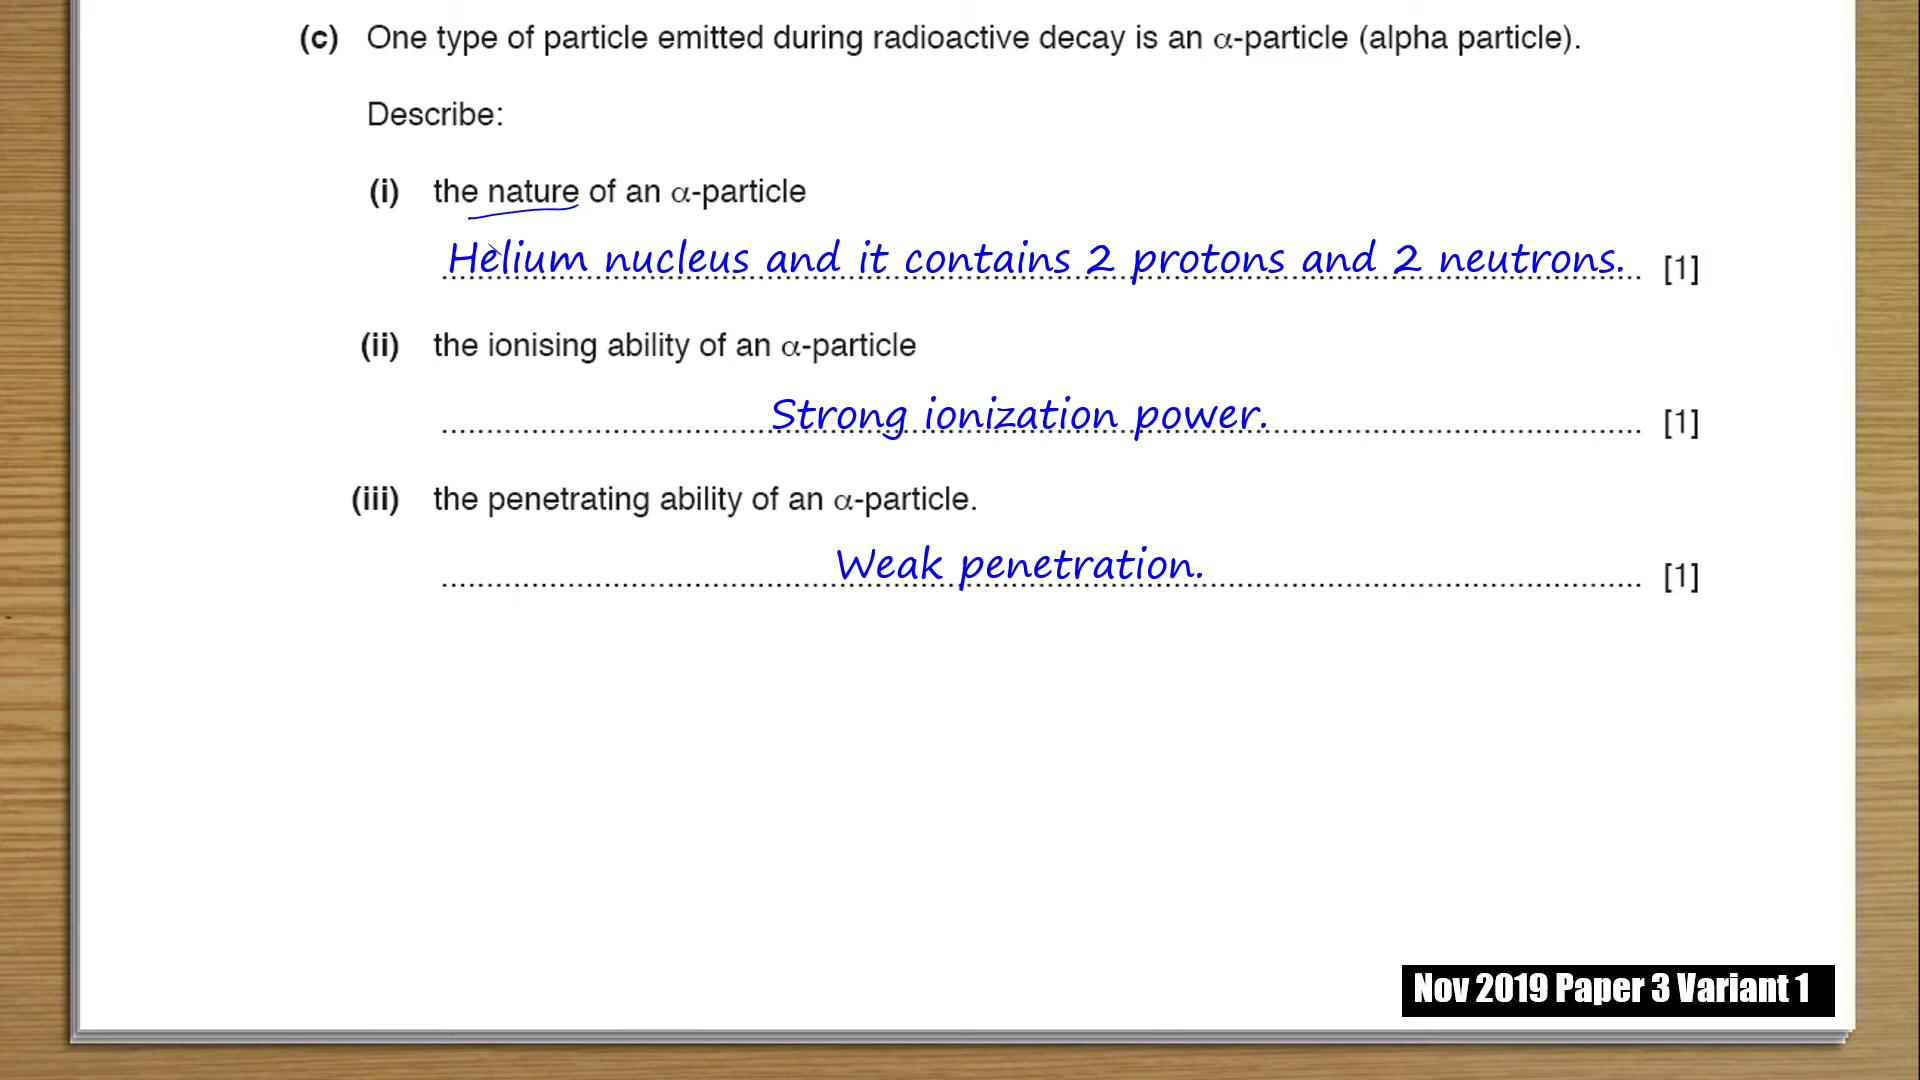 (c) One type of particle emitted during radioactive decay is an α-particle (alpha particle).
Describe:
(i) the nature of an α-particle
Helium nucleus and it contains 2 protons and 2 neutrons. [1]
(ii) the ionising ability of an α-particle
Strong ionization power. [1]
(iii) the penetrating ability of an α-particle.
Weak penetration. [1]
Nov 2019 Paper 3 Variant 1